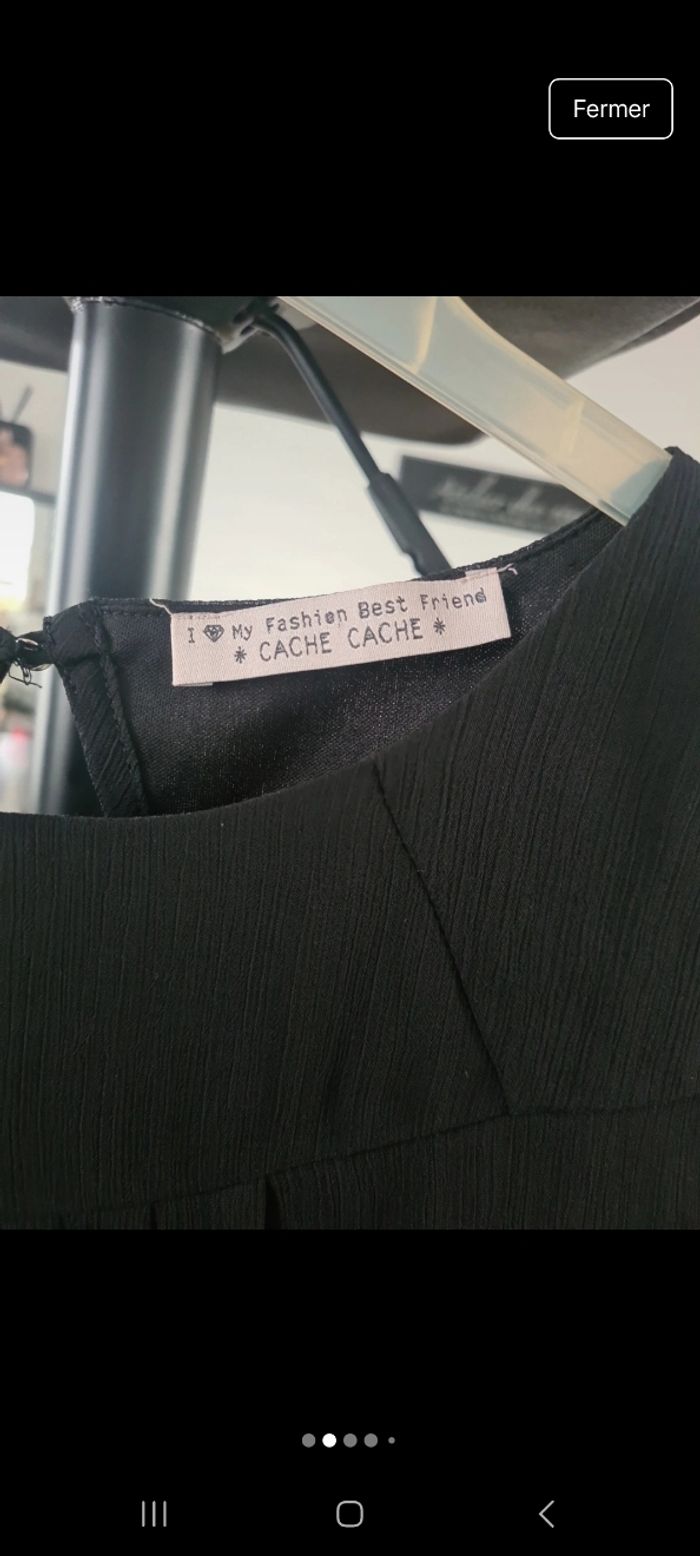 Fermer
I My Fashion Best Friend
* CACHE CACHE *